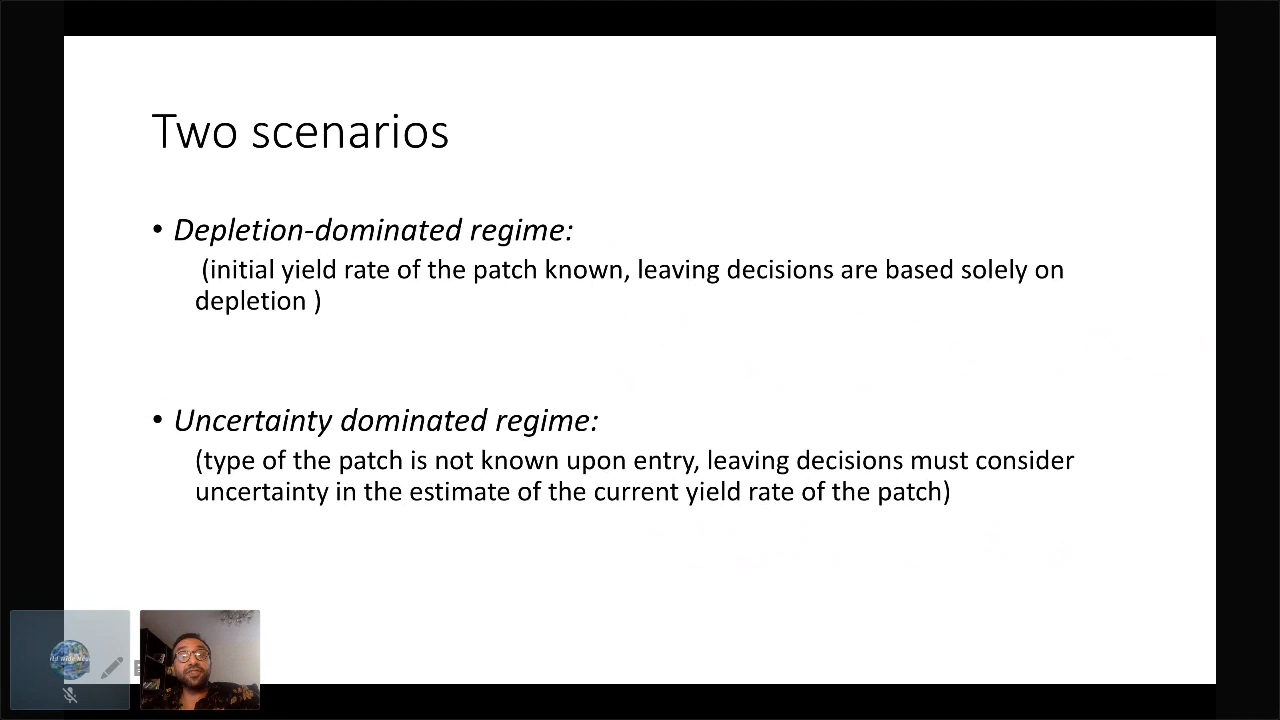 Two scenarios
• Depletion-dominated regime:
(initial yield rate of the patch known, leaving decisions are based solely on
depletion )
• Uncertainty dominated regime:
(type of the patch is not known upon entry, leaving decisions must consider
uncertainty in the estimate of the current yield rate of the patch)